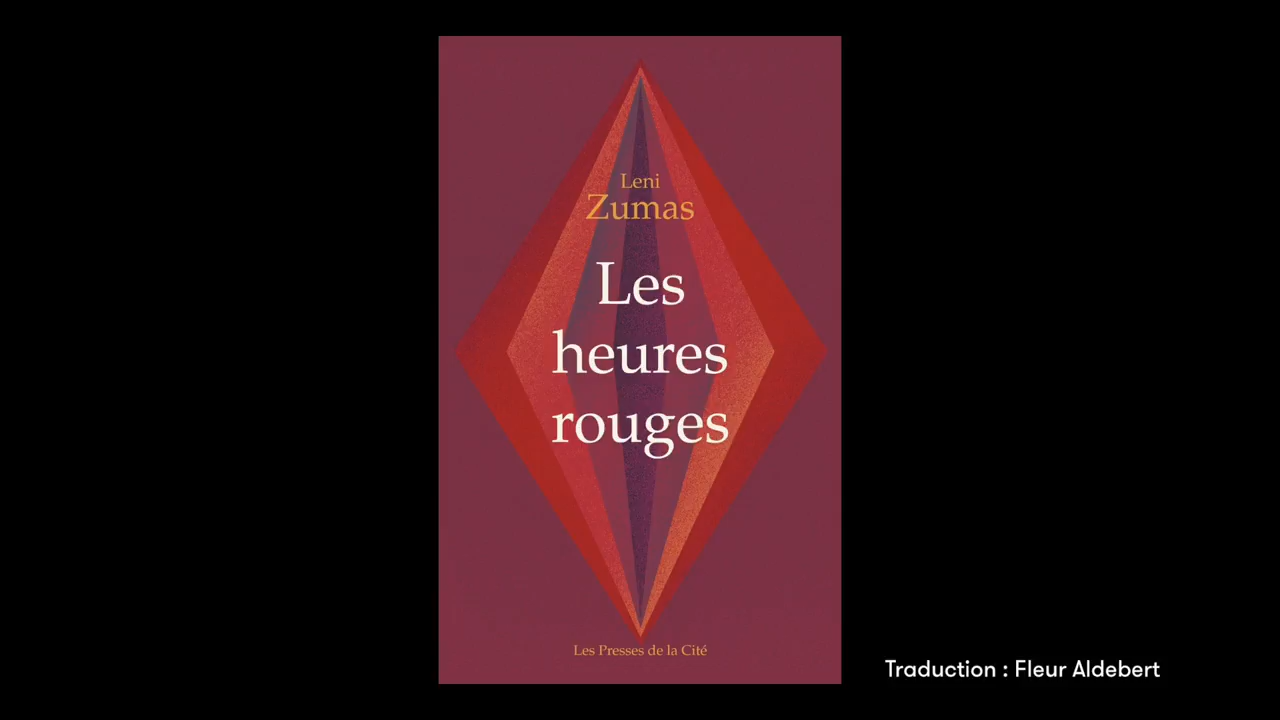 Leni
Zumas
Les
heures
rouges
Les Presses de la Cité
Traduction : Fleur Aldebert